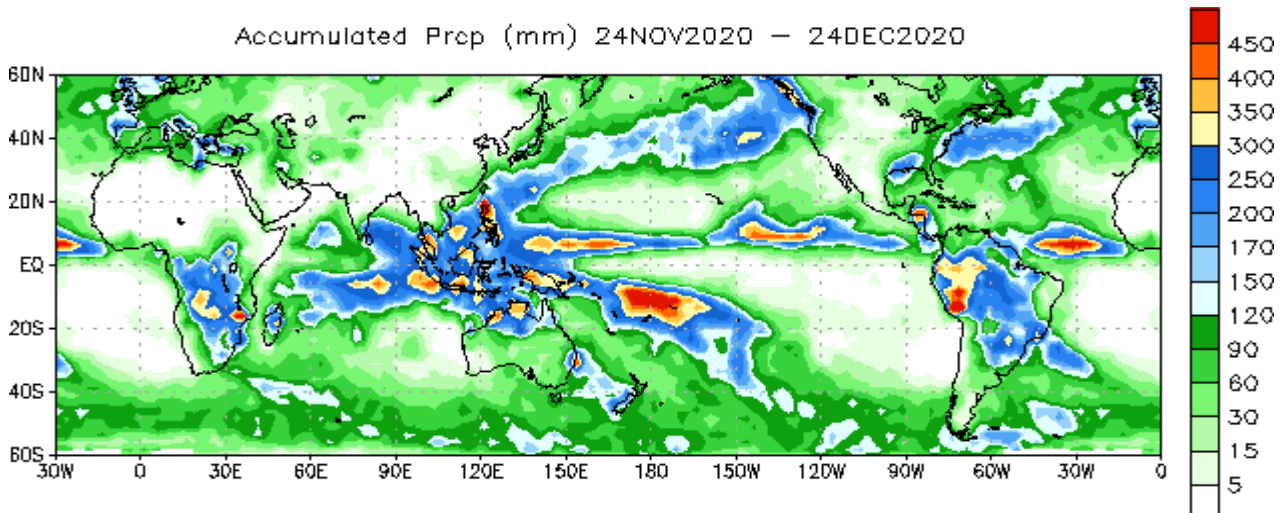 Accumulated Prcp (mm) 24NOV2020 – 24DEC2020
60N
40N
20N
EQ
20S
40S
60S
30W 0 30E 60E 90E 120E 150E 180 150W 120W 90W 60W 30W 0
450
400
350
300
250
200
170
150
120
90
60
30
15
5